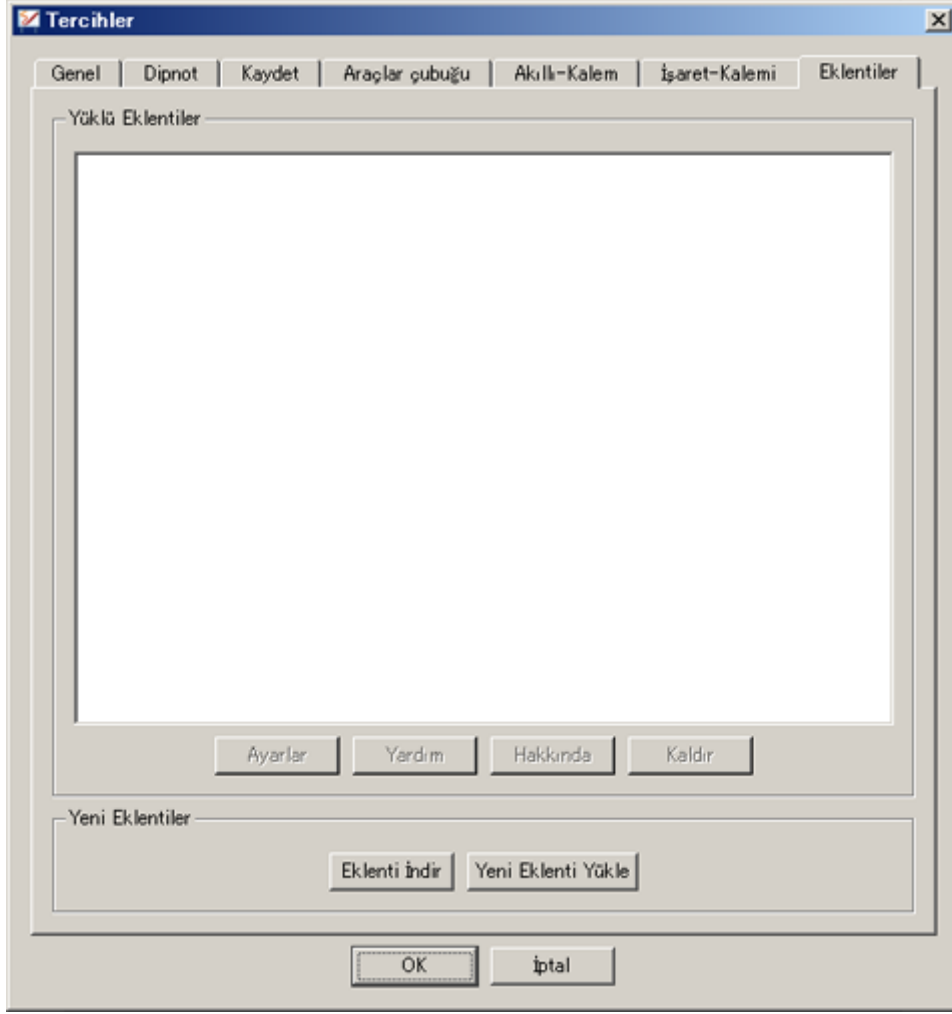 Tercihler
Genel Dipnot Kaydet Araçlar çubuğu Akıllı-Kalem İşaret-Kalemi Eklentiler
Yüklü Eklentiler
Ayarlar Yardım Hakkında Kaldır
Yeni Eklentiler
Eklenti İndir Yeni Eklenti Yükle
OK İptal